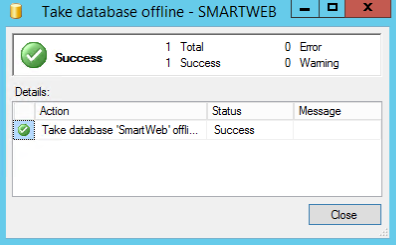 Take database offline - SMARTWEB
Success
1 Total 0 Error
1 Success 0 Warning
Details:
Action Status Message
Take database 'SmartWeb' offli... Success
Close